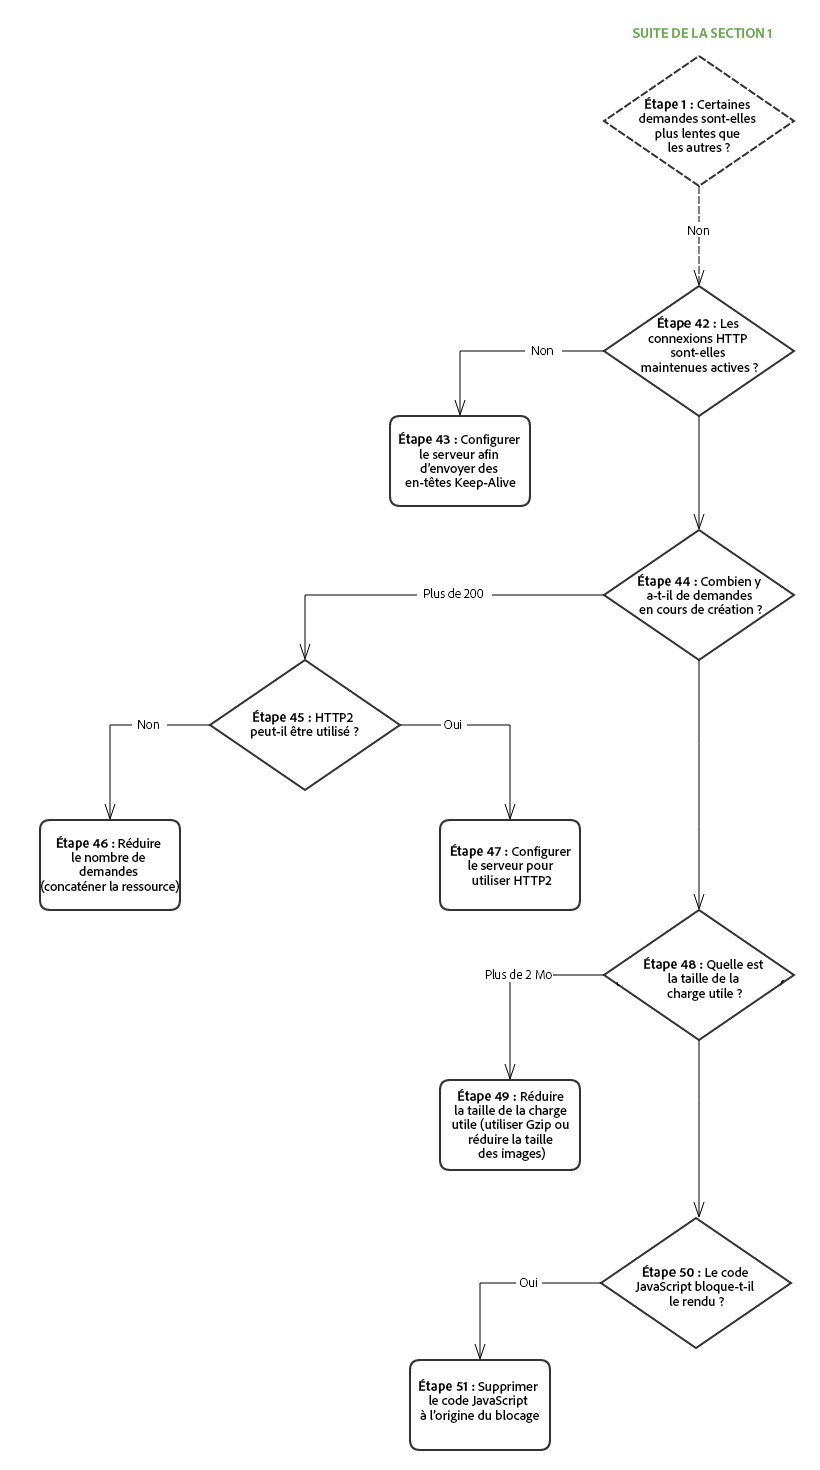 SUITE DE LA SECTION 1
Étape 1 : Certaines
demandes sont-elles
plus lentes que
les autres ?
Non
Étape 42 : Les
connexions HTTP
sont-elles
maintenues actives ?
Non
Étape 43 : Configurer
le serveur afin
d'envoyer des
en-têtes Keep-Alive
Étape 44 : Combien y
a-t-il de demandes
en cours de création ?
Plus de 200
Étape 45 : HTTP2
peut-il être utilisé ?
Non
Oui
Étape 46 : Réduire
le nombre de
demandes
(concaténer la ressource)
Étape 47 : Configurer
le serveur pour
utiliser HTTP2
Étape 48 : Quelle est
la taille de la
charge utile ?
Plus de 2 Mo
Étape 49 : Réduire
la taille de la charge
utile (utiliser Gzip ou
réduire la taille
des images)
Étape 50 : Le code
JavaScript bloque-t-il
le rendu ?
Oui
Étape 51 : Supprimer
le code JavaScript
à l'origine du blocage